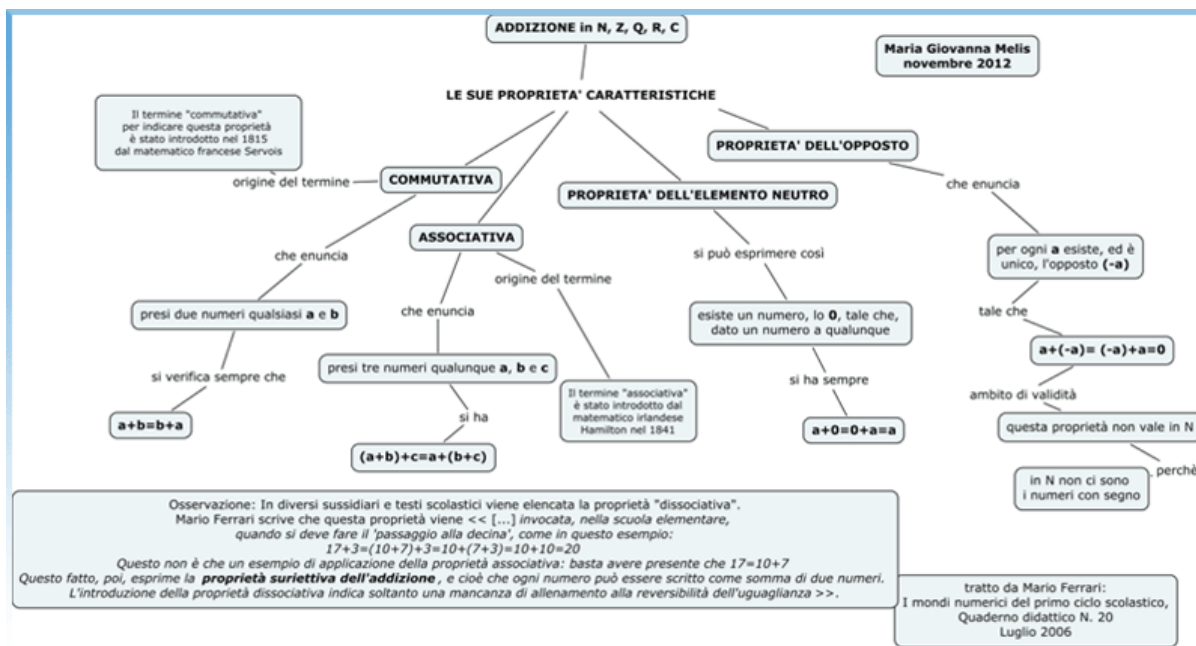 ADDIZIONE in N, Z, Q, R, C
Maria Giovanna Melis
novembre 2012
LE SUE PROPRIETA' CARATTERISTICHE
Il termine "commutativa"
per indicare questa proprietà
è stato introdotto nel 1815
dal matematico francese Servois
origine del termine
COMMUTATIVA
che enuncia
presi due numeri qualsiasi a e b
si verifica sempre che
a+b=b+a
ASSOCIATIVA
che enuncia
presi tre numeri qualunque a, b e c
si ha
(a+b)+c=a+(b+c)
origine del termine
Il termine "associativa"
è stato introdotto dal
matematico irlandese
Hamilton nel 1841
PROPRIETA' DELL'ELEMENTO NEUTRO
si può esprimere così
esiste un numero, lo 0, tale che,
dato un numero a qualunque
si ha sempre
a+0=0+a=a
PROPRIETA' DELL'OPPOSTO
che enuncia
per ogni a esiste, ed è
unico, l'opposto (-a)
tale che
a+(-a)= (-a)+a=0
ambito di validità
questa proprietà non vale in N
perchè
in N non ci sono
i numeri con segno
Osservazione: In diversi sussidiari e testi scolastici viene elencata la proprietà "dissociativa".
Mario Ferrari scrive che questa proprietà viene << [...] invocata, nella scuola elementare,
quando si deve fare il 'passaggio alla decina', come in questo esempio:
17+3=(10+7)+3=10+(7+3)=10+10=20
Questo non è che un esempio di applicazione della proprietà associativa: basta avere presente che 17=10+7
Questo fatto, poi, esprime la proprietà suriettiva dell'addizione, e cioè che ogni numero può essere scritto come somma di due numeri.
L'introduzione della proprietà dissociativa indica soltanto una mancanza di allenamento alla reversibilità dell'uguaglianza >>.
tratto da Mario Ferrari:
I mondi numerici del primo ciclo scolastico,
Quaderno didattico N. 20
Luglio 2006